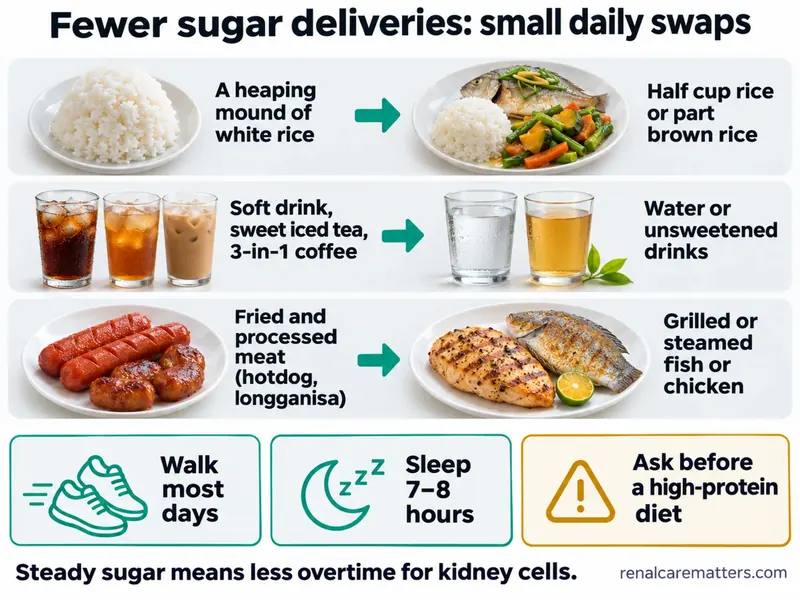 Fewer sugar deliveries: small daily swaps
A heaping
mound of
white rice
Half cup rice
or part
brown rice
Soft drink,
sweet iced tea,
3-in-1 coffee
Water or
unsweetened
drinks
Fried and
processed
meat
(hotdog,
longganisa)
Grilled or
steamed
fish or
chicken
Walk
most
days
z z Z
Sleep
7–8
hours
Ask before
a high-protein
diet
Steady sugar means less overtime for kidney cells.
renalcarematters.com